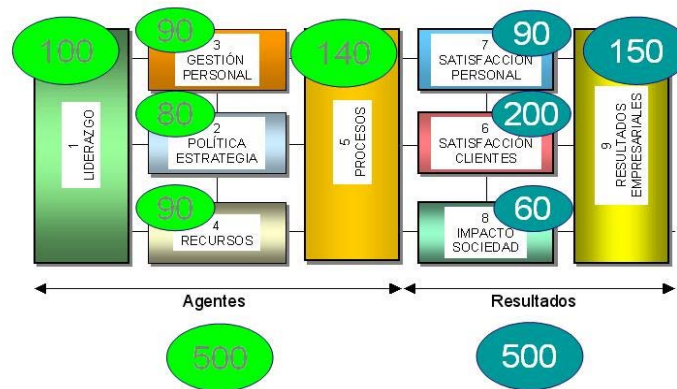 100
1
LIDERAZGO
90
3
GESTIÓN
PERSONAL
80
2
POLÍTICA
ESTRATEGIA
90
4
RECURSOS
140
5
PROCESOS
90
7
SATISFACCIÓN
PERSONAL
200
6
SATISFACCIÓN
CLIENTES
60
8
IMPACTO
SOCIEDAD
150
9
RESULTADOS
EMPRESARIALES
Agentes
Resultados
500
500